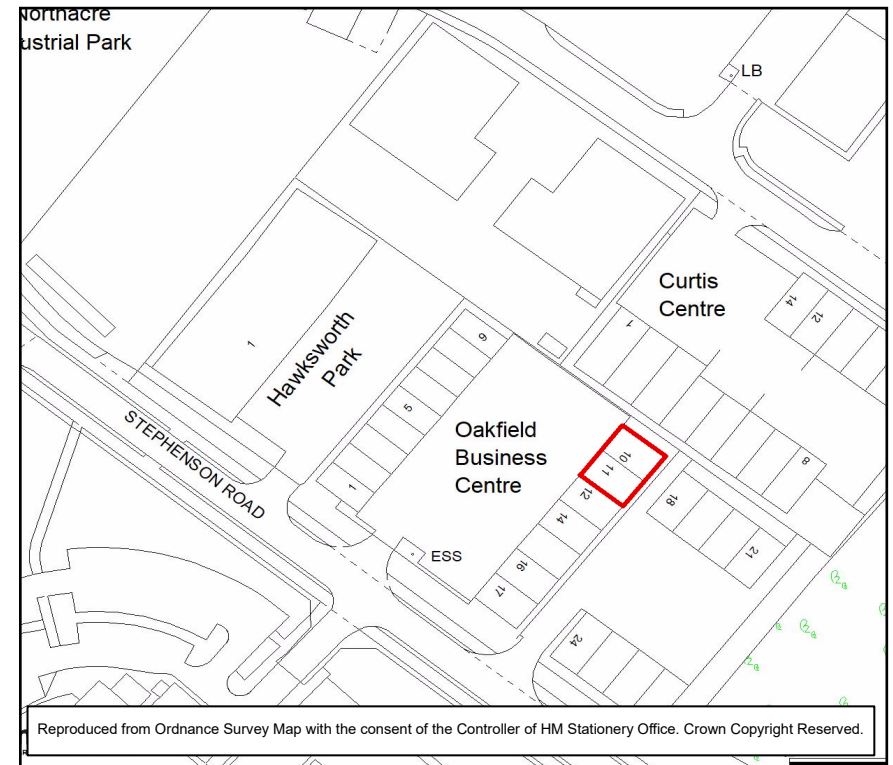 Northacre
ustrial Park
LB
Curtis
Centre
14
12
1
8
Hawksworth
Park
1
9
5
1
Oakfield
Business
Centre
10
11
12
14
16
17
18
21
24
STEPHENSON ROAD
ESS
Reproduced from Ordnance Survey Map with the consent of the Controller of HM Stationery Office. Crown Copyright Reserved.